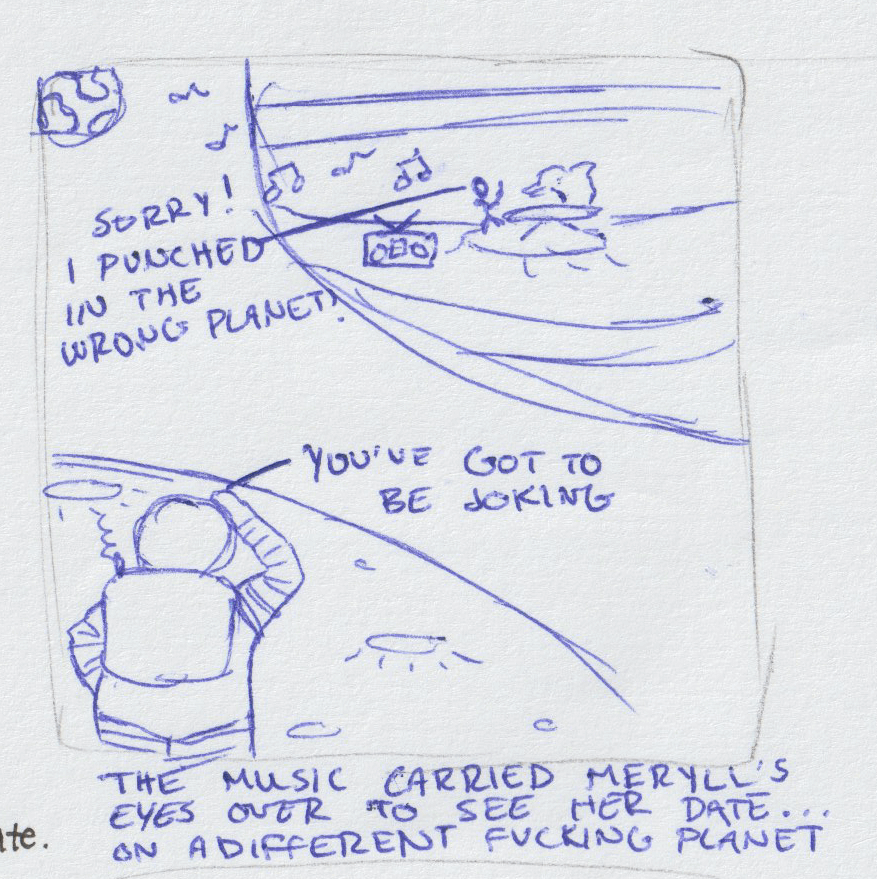 SORRY!
I PUNCHED
IN THE
WRONG PLANET!
YOU'VE GOT TO
BE JOKING
THE MUSIC CARRIED MERYLL'S
EYES OVER TO SEE HER DATE...
ate.
ON A DIFFERENT FUCKING PLANET